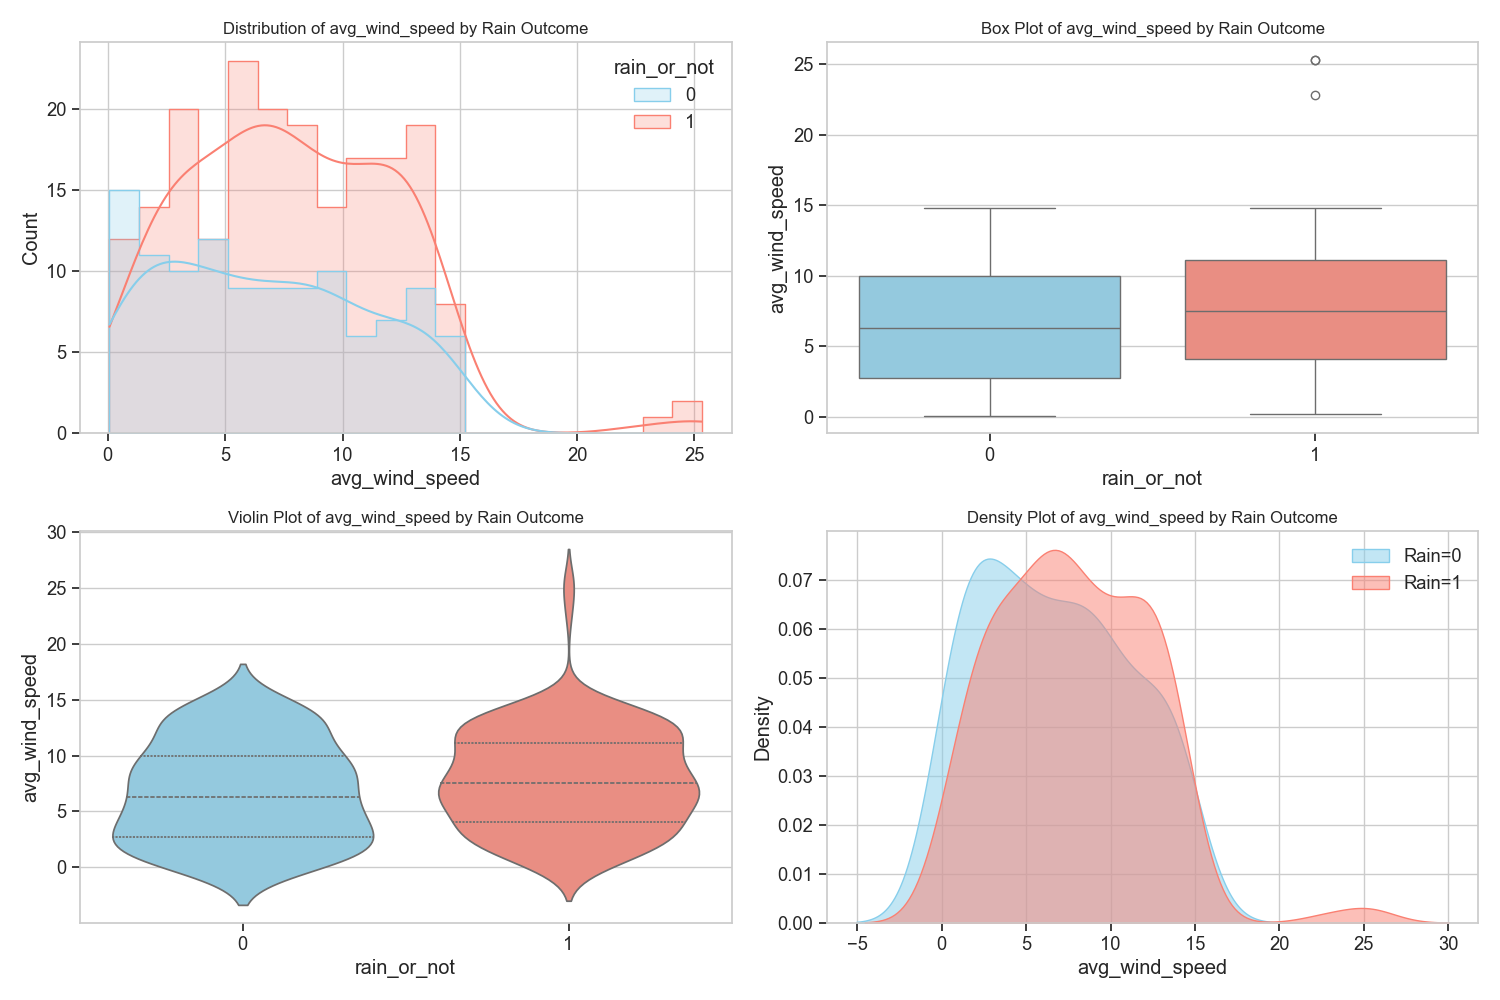 Distribution of avg_wind_speed by Rain Outcome
rain_or_not
0
1
Count
20
15
10
5
0
0 5 10 15 20 25
avg_wind_speed
Box Plot of avg_wind_speed by Rain Outcome
avg_wind_speed
25
20
15
10
5
0
0 1
rain_or_not
Violin Plot of avg_wind_speed by Rain Outcome
avg_wind_speed
30
25
20
15
10
5
0
0 1
rain_or_not
Density Plot of avg_wind_speed by Rain Outcome
Rain=0
Rain=1
Density
0.07
0.06
0.05
0.04
0.03
0.02
0.01
0.00
−5 0 5 10 15 20 25 30
avg_wind_speed